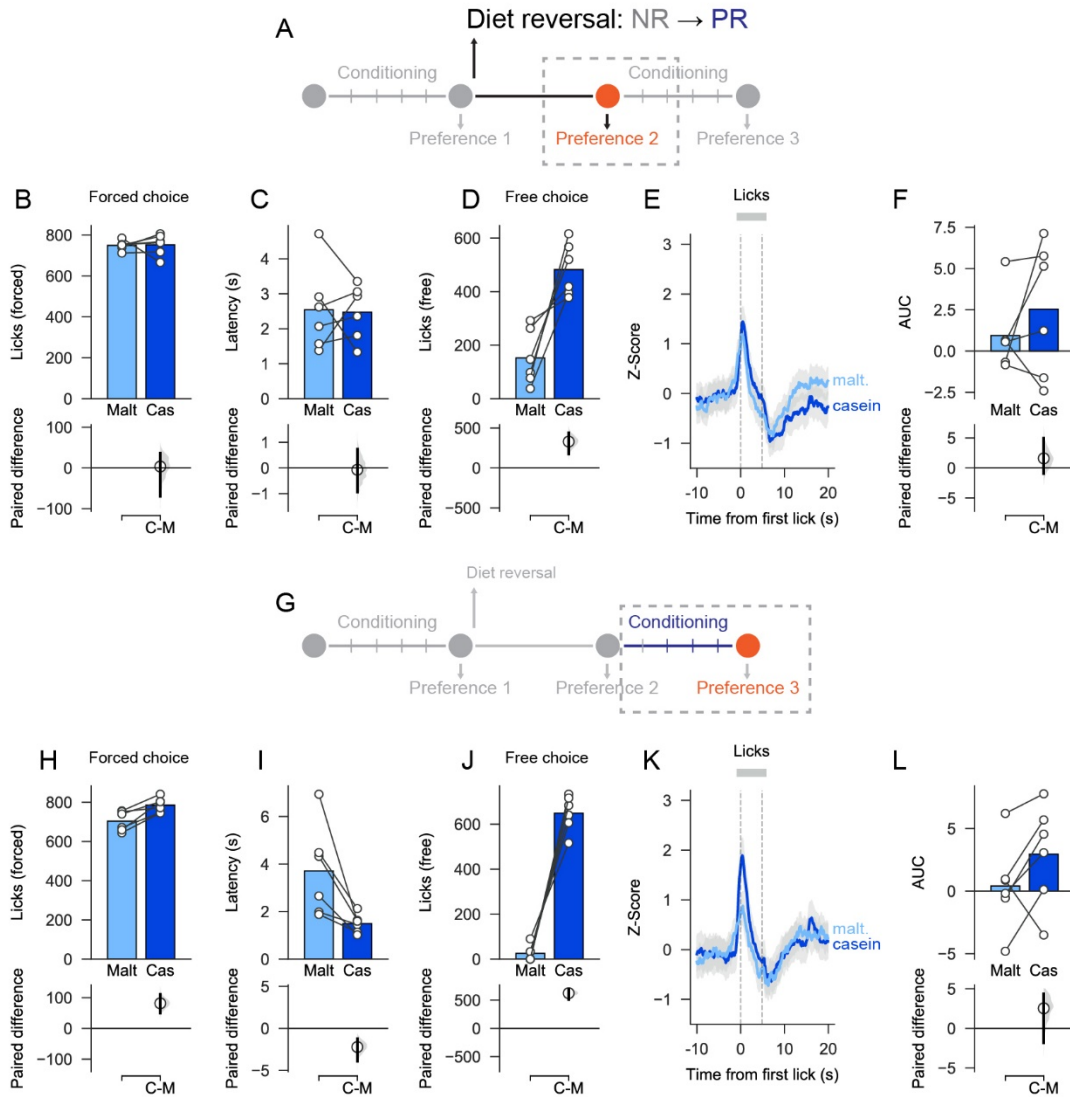 A
Diet reversal: NR → PR
Conditioning
Conditioning
Preference 1
Preference 2
Preference 3
B
Forced choice
Licks (forced)
800
600
400
200
0
Malt Cas
Paired difference
100
0
−100
C-M
C
Latency (s)
5
4
3
2
1
0
Malt Cas
Paired difference
1
0
−1
C-M
D
Free choice
Licks (free)
600
400
200
0
Malt Cas
Paired difference
500
0
−500
C-M
E
Licks
Z-Score
3
2
1
0
−1
malt.
casein
-10 0 10 20
Time from first lick (s)
F
AUC
7.5
5.0
2.5
0.0
−2.5
Malt Cas
Paired difference
5
0
−5
C-M
G
Diet reversal
Conditioning
Conditioning
Preference 1
Preference 2
Preference 3
H
Forced choice
Licks (forced)
800
600
400
200
0
Malt Cas
Paired difference
100
0
−100
C-M
I
Latency (s)
6
4
2
0
Malt Cas
Paired difference
5
0
−5
C-M
J
Free choice
Licks (free)
600
400
200
0
Malt Cas
Paired difference
500
0
−500
C-M
K
Licks
Z-Score
3
2
1
0
−1
malt.
casein
-10 0 10 20
Time from first lick (s)
L
AUC
5
0
−5
Malt Cas
Paired difference
5
0
−5
C-M